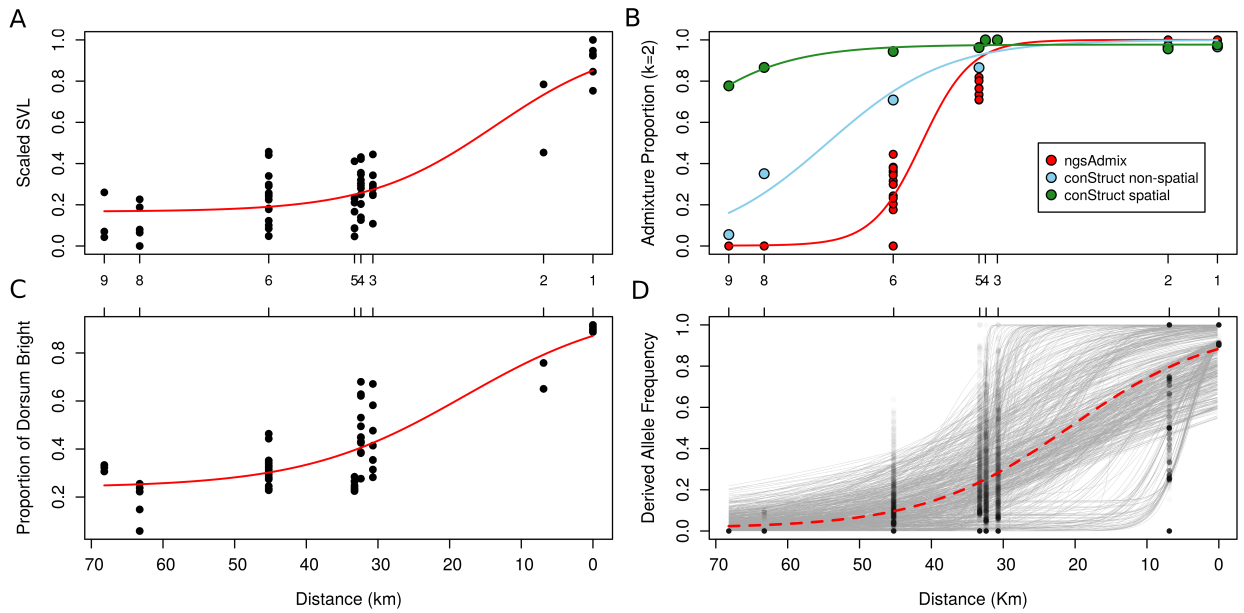 A
Scaled SVL
0.0 0.2 0.4 0.6 0.8 1.0
9 8 6 5 4 3 2 1
B
Admixture Proportion (k=2)
0.0 0.2 0.4 0.6 0.8 1.0
ngsAdmix
conStruct non-spatial
conStruct spatial
9 8 6 5 4 3 2 1
C
Proportion of Dorsum Bright
0.2 0.4 0.6 0.8
70 60 50 40 30 20 10 0
Distance (km)
D
Derived Allele Frequency
0.0 0.2 0.4 0.6 0.8 1.0
70 60 50 40 30 20 10 0
Distance (Km)